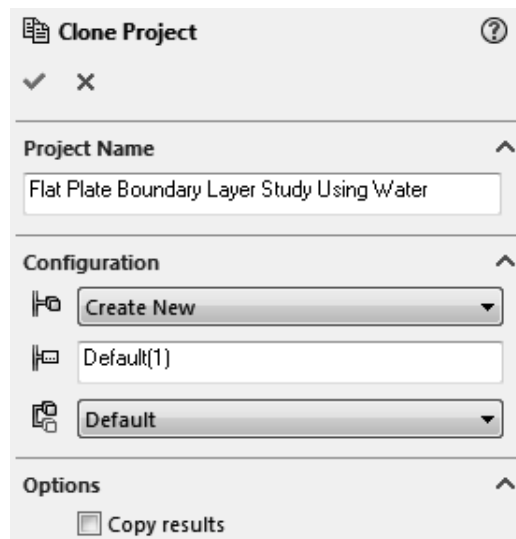 Clone Project
Project Name
Flat Plate Boundary Layer Study Using Water
Configuration
Create New
Default(1)
Default
Options
Copy results